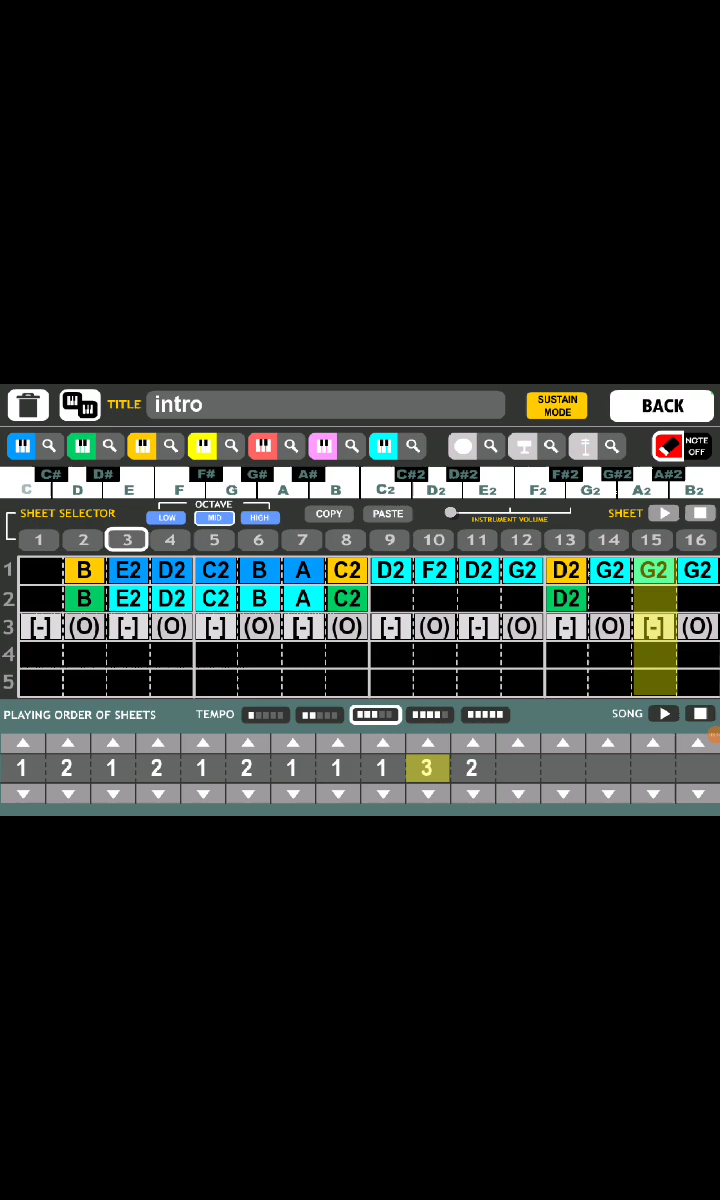 TITLE intro SUSTAIN MODE BACK
NOTE OFF
C# D# F# G# A# C#2 D#2 F#2 G#2 A#2
C D E F G A B C2 D2 E2 F2 G2 A2 B2
SHEET SELECTOR OCTAVE LOW MID HIGH COPY PASTE INSTRUMENT VOLUME SHEET
1 2 3 4 5 6 7 8 9 10 11 12 13 14 15 16
1 B E2 D2 C2 B A C2 D2 F2 D2 G2 D2 G2 G2 G2
2 B E2 D2 C2 B A C2 D2
3 [-] (O) [-] (O) [-] (O) [-] (O) [-] (O) [-] (O) [-] (O) [-] (O)
4
5
PLAYING ORDER OF SHEETS TEMPO SONG
1 2 1 2 1 2 1 1 1 3 2